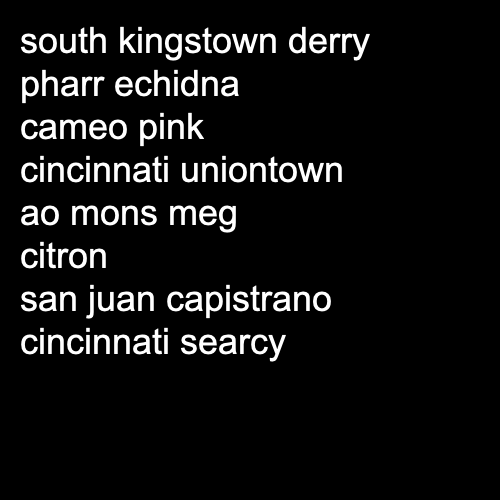 south kingstown derry
pharr echidna
cameo pink
cincinnati uniontown
ao mons meg
citron
san juan capistrano
cincinnati searcy